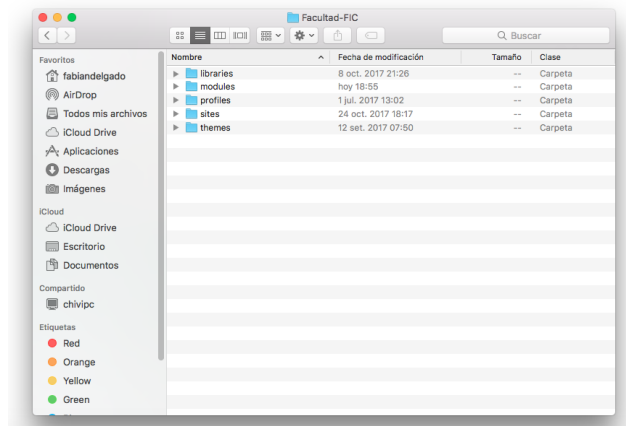 Facultad-FIC
Buscar
Favoritos
fabiandelgado
AirDrop
Todos mis archivos
iCloud Drive
Aplicaciones
Descargas
Imágenes
iCloud
iCloud Drive
Escritorio
Documentos
Compartido
chivipc
Etiquetas
Red
Orange
Yellow
Green
Nombre Fecha de modificación Tamaño Clase
libraries 8 oct. 2017 21:26 -- Carpeta
modules hoy 18:55 -- Carpeta
profiles 1 jul. 2017 13:02 -- Carpeta
sites 24 oct. 2017 18:17 -- Carpeta
themes 12 set. 2017 07:50 -- Carpeta